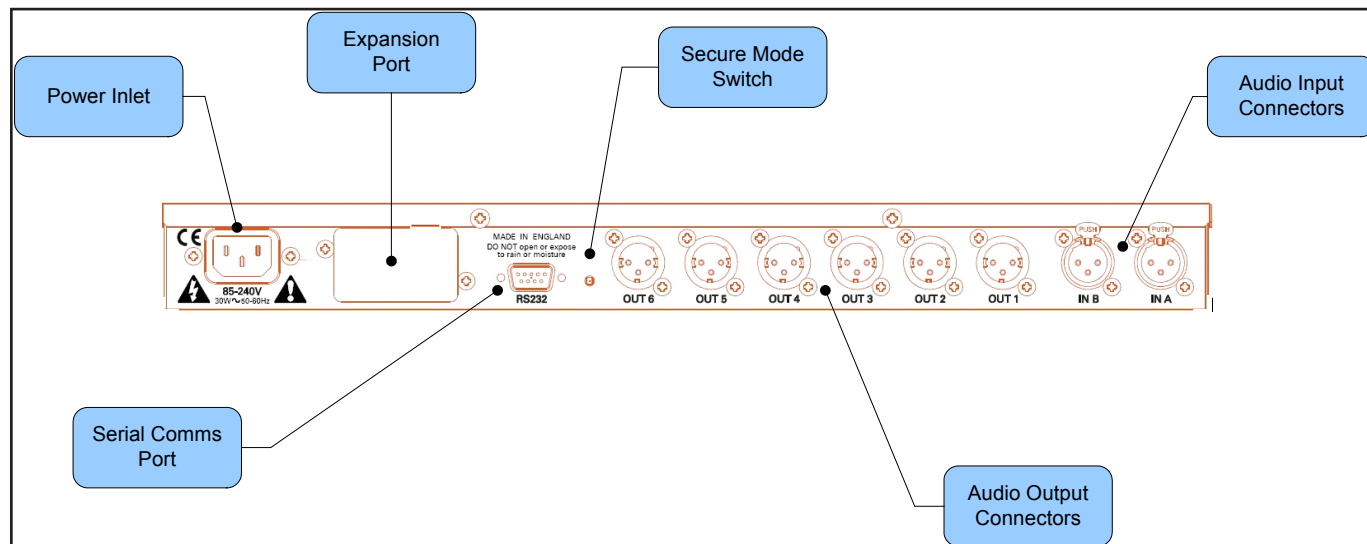 Expansion
Port
Secure Mode
Switch
Power Inlet
Audio Input
Connectors
CE
MADE IN ENGLAND
DO NOT open or expose
to rain or moisture
PUSH
PUSH
85-240V
30W~50-60Hz
RS232
OUT 6
OUT 5
OUT 4
OUT 3
OUT 2
OUT 1
IN B
IN A
Serial Comms
Port
Audio Output
Connectors